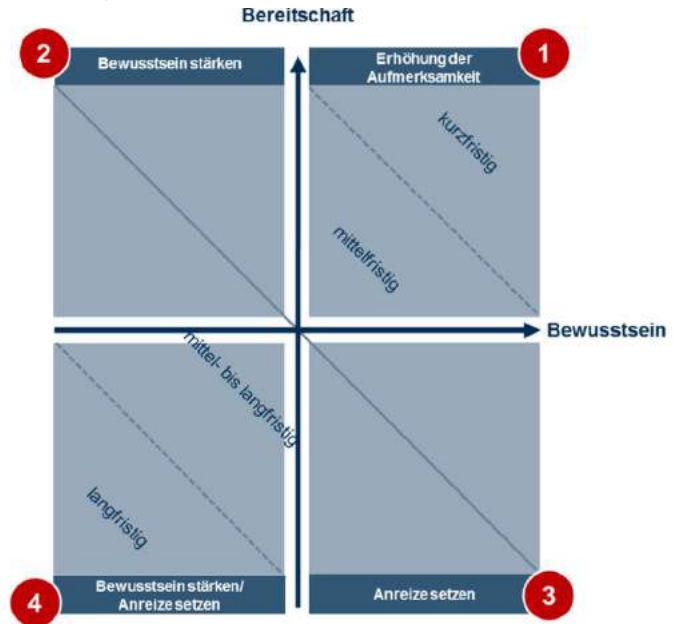 Bereitschaft
2
Bewusstsein stärken
Erhöhung der
Aufmerksamkeit
1
kurzfristig
mittelfristig
Bewusstsein
mittel- bis langfristig
langfristig
4
Bewusstsein stärken/
Anreize setzen
Anreize setzen
3